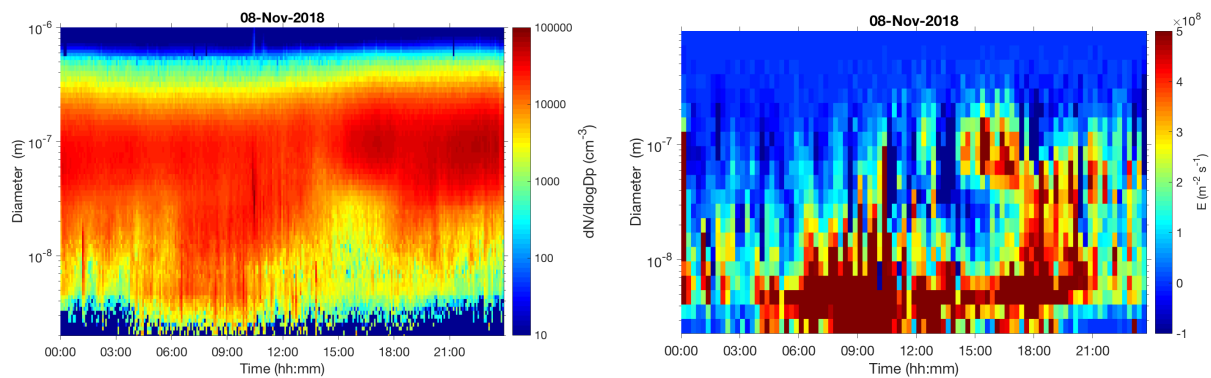 08-Nov-2018
10-6
10-7
10-8
Diameter (m)
00:00 03:00 06:00 09:00 12:00 15:00 18:00 21:00
Time (hh:mm)
100000
100000
1000
100
10
dN/dlogDp (cm-3)
08-Nov-2018
10-7
10-8
Diameter (m)
00:00 03:00 06:00 09:00 12:00 15:00 18:00 21:00
Time (hh:mm)
×10⁸
5
4
3
2
1
0
-1
E (m-2 s-1)